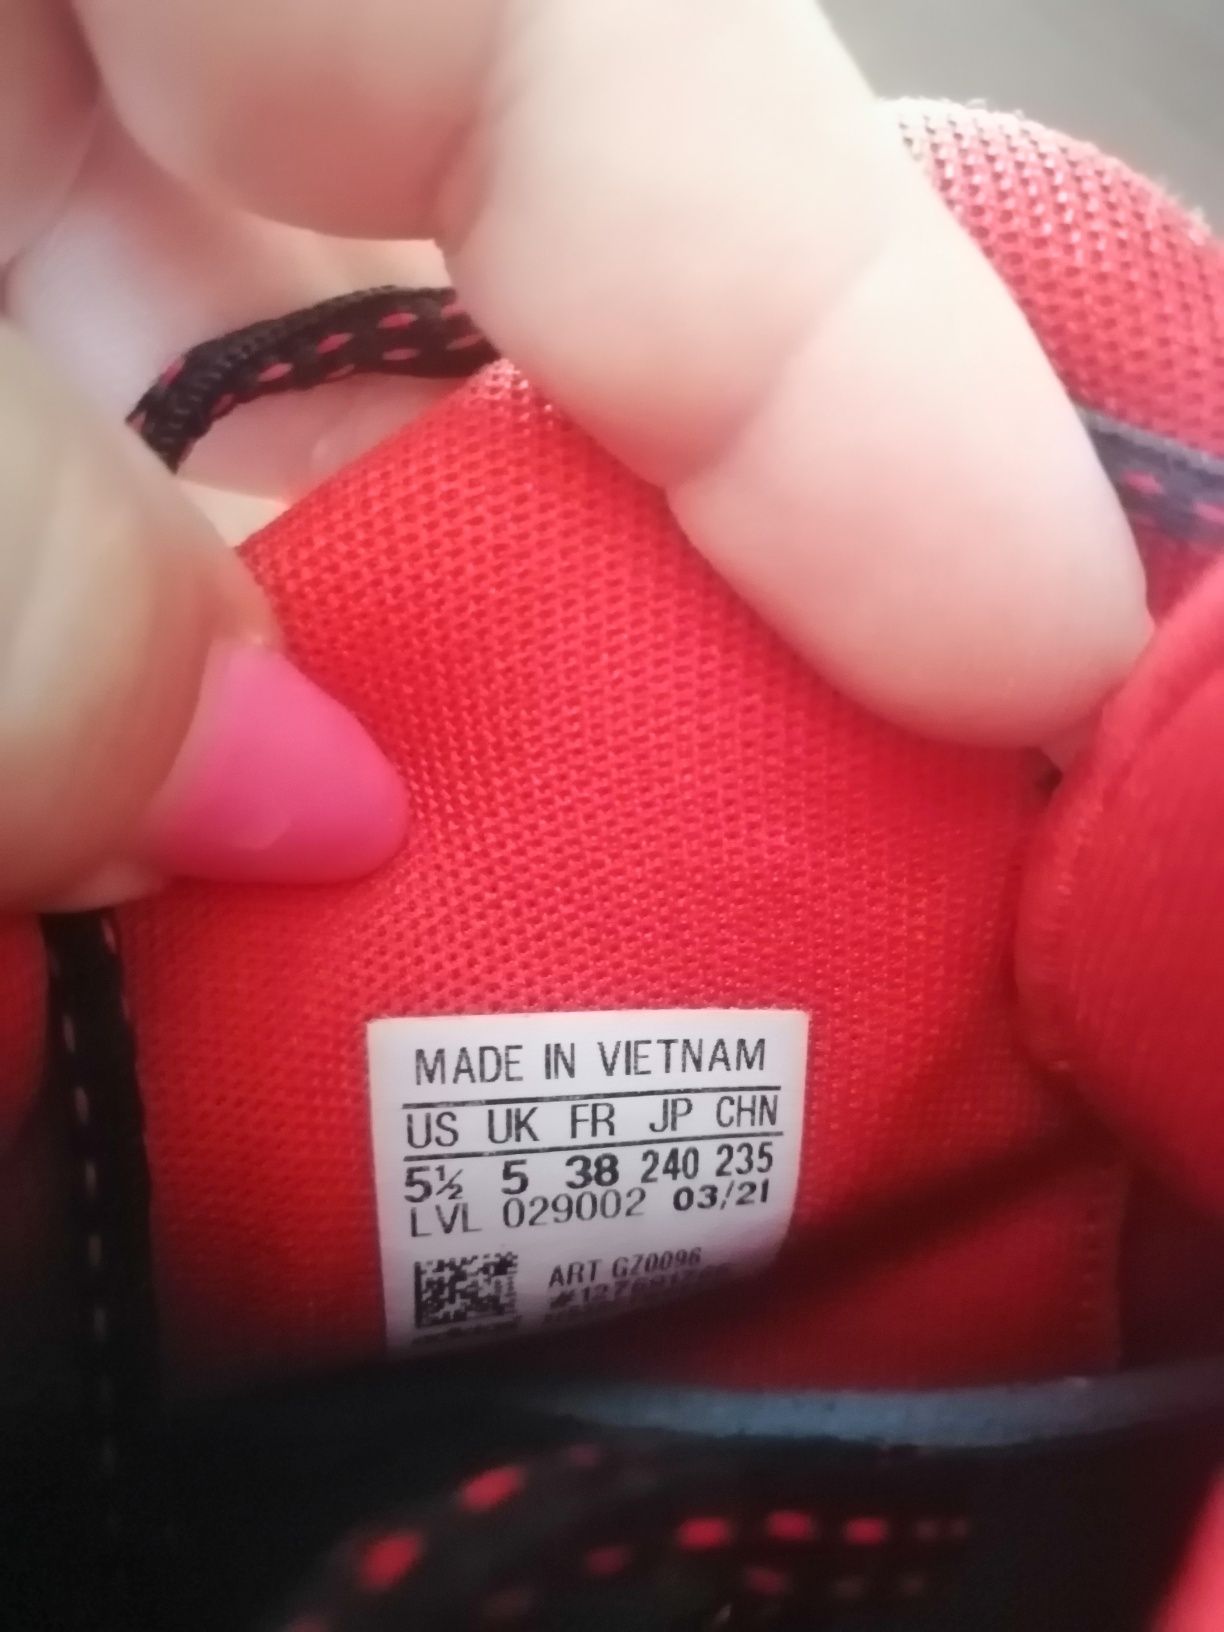 MADE IN VIETNAM
US UK FR JP CHN
5½ 5 38 240 235
LVL 029002 03/21
ART GZ0096